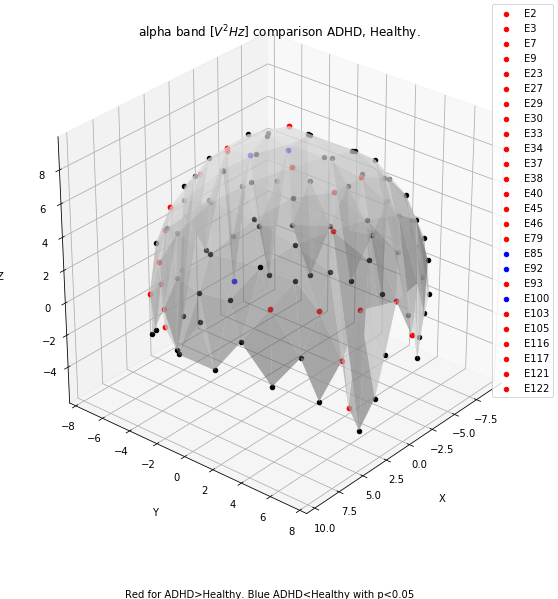 alpha band [V²Hz] comparison ADHD, Healthy.
E2
E3
E7
E9
E23
E27
E29
E30
E33
E34
E37
E38
E40
E45
E46
E79
E85
E92
E93
E100
E103
E105
E116
E117
E121
E122
8
6
4
2
0
−2
−4
Z
−8
−6
−4
−2
0
2
4
6
8
Y
10.0
7.5
5.0
2.5
0.0
−2.5
−5.0
−7.5
X
Red for ADHD>Healthy. Blue ADHD<Healthy with p<0.05